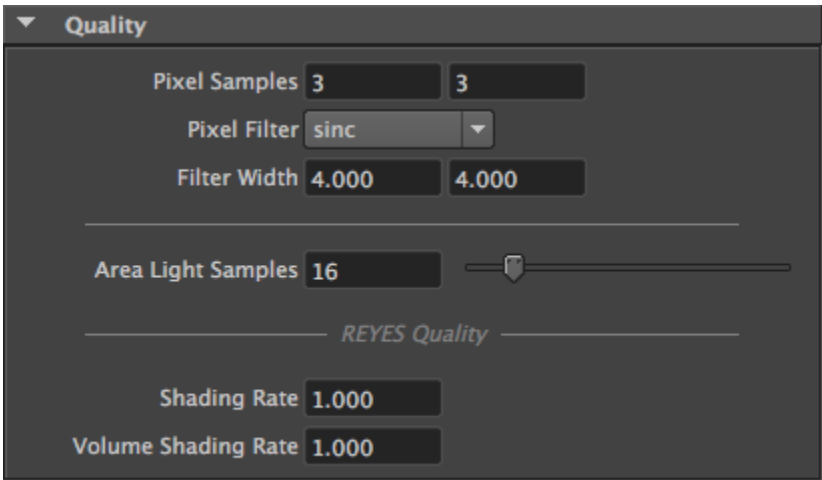 Quality
Pixel Samples 3 3
Pixel Filter sinc
Filter Width 4.000 4.000
Area Light Samples 16
REYES Quality
Shading Rate 1.000
Volume Shading Rate 1.000